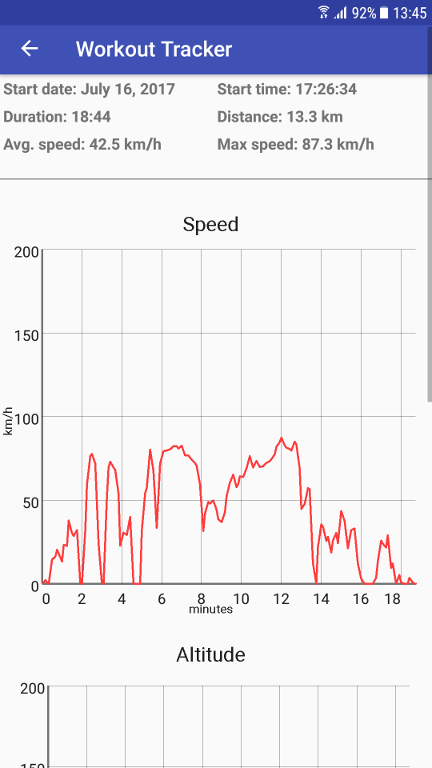 92% 13:45
Workout Tracker
Start date: July 16, 2017 Start time: 17:26:34
Duration: 18:44 Distance: 13.3 km
Avg. speed: 42.5 km/h Max speed: 87.3 km/h
Speed
200
150
100
50
0
km/h
0 2 4 6 8 10 12 14 16 18
minutes
Altitude
200
150